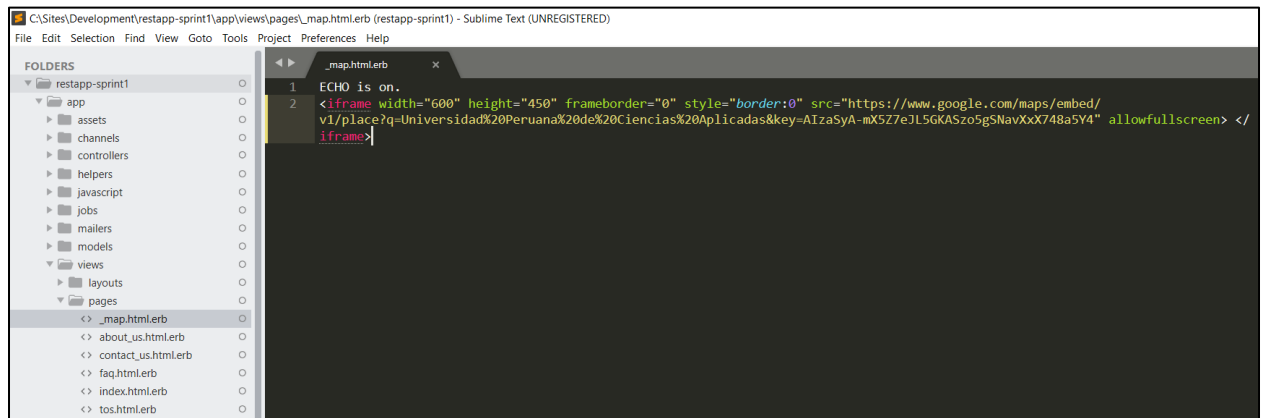 C:\Sites\Development\restapp-sprint1\app\views\pages\_map.html.erb (restapp-sprint1) - Sublime Text (UNREGISTERED)
File Edit Selection Find View Goto Tools Project Preferences Help
FOLDERS
restapp-sprint1
app
assets
channels
controllers
helpers
javascript
jobs
mailers
models
views
layouts
pages
<> _map.html.erb
<> about_us.html.erb
<> contact_us.html.erb
<> faq.html.erb
<> index.html.erb
<> tos.html.erb
_map.html.erb ×
1 ECHO is on.
2 <iframe width="600" height="450" frameborder="0" style="border:0" src="https://www.google.com/maps/embed/
v1/place?q=Universidad%20Peruana%20de%20Ciencias%20Aplicadas&key=AIzaSyA-mX5Z7eJL5GKASzo5gSNavXxX748a5Y4" allowfullscreen> </
iframe>